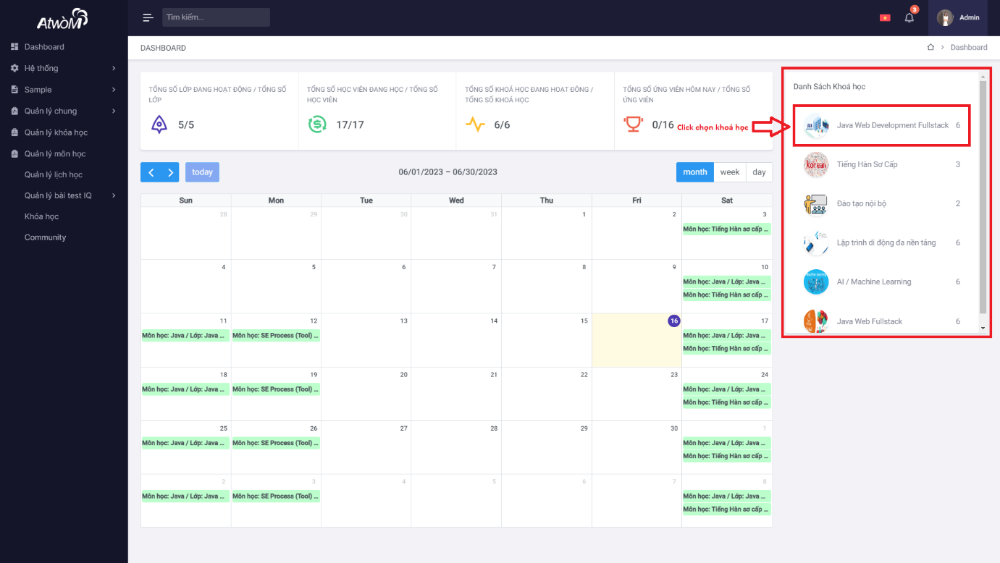 AtwòM
Tìm kiếm...
3
Admin
Dashboard
Hệ thống
Sample
Quản lý chung
Quản lý khóa học
Quản lý môn học
Quản lý lịch học
Quản lý bài test IQ
Khóa học
Community
DASHBOARD
Dashboard
TỔNG SỐ LỚP ĐANG HOẠT ĐỘNG / TỔNG SỐ
LỚP
5/5
TỔNG SỐ HỌC VIÊN ĐANG HỌC / TỔNG SỐ
HỌC VIÊN
17/17
TỔNG SỐ KHOÁ HỌC ĐANG HOẠT ĐÔNG /
TỔNG SỐ KHOÁ HỌC
6/6
TỔNG SỐ ỨNG VIÊN HÔM NAY / TỔNG SỐ
ỨNG VIÊN
0/16
Click chọn khoá học
today
06/01/2023 – 06/30/2023
month week day
Sun Mon Tue Wed Thu Fri Sat
28 29 30 31 1 2 3
Môn học: Tiếng Hàn sơ cấp ...
4 5 6 7 8 9 10
Môn học: Java / Lớp: Java ...
Môn học: Tiếng Hàn sơ cấp ...
11 12 13 14 15 16 17
Môn học: Java / Lớp: Java ... Môn học: SE Process (Tool) ... Môn học: Java / Lớp: Java ...
Môn học: Tiếng Hàn sơ cấp ...
18 19 20 21 22 23 24
Môn học: Java / Lớp: Java ... Môn học: SE Process (Tool) ... Môn học: Java / Lớp: Java ...
Môn học: Tiếng Hàn sơ cấp ...
25 26 27 28 29 30 1
Môn học: Java / Lớp: Java ... Môn học: SE Process (Tool) ... Môn học: Java / Lớp: Java ...
Môn học: Tiếng Hàn sơ cấp ...
2 3 4 5 6 7 8
Môn học: Java / Lớp: Java ... Môn học: SE Process (Tool) ... Môn học: Java / Lớp: Java ...
Môn học: Tiếng Hàn sơ cấp ...
Danh Sách Khoá học
Java Web Development Fullstack 6
Korean
Tiếng Hàn Sơ Cấp 3
Đào tạo nội bộ 2
Lập trình di động đa nền tảng 6
AI / Machine Learning 6
Java Web Fullstack 6